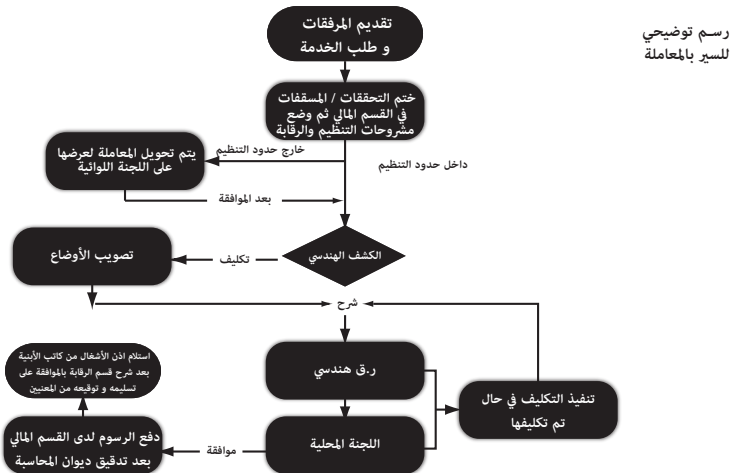 رسم توضيحي
للسير بالمعاملة
تقديم المرفقات
و طلب الخدمة
ختم التحققات / المسقفات
في القسم المالي ثم وضع
مشروحات التنظيم والرقابة
خارج حدود التنظيم
داخل حدود التنظيم
يتم تحويل المعاملة لعرضها
على اللجنة اللوائية
بعد الموافقة
الكشف الهندسي
تكليف
تصويب الأوضاع
شرح
ر.ق هندسي
تنفيذ التكليف في حال
تم تكليفها
اللجنة المحلية
موافقة
دفع الرسوم لدى القسم المالي
بعد تدقيق ديوان المحاسبة
استلام اذن الأشغال من كاتب الأبنية
بعد شرح قسم الرقابة بالموافقة على
تسليمه و توقيعه من المعنيين